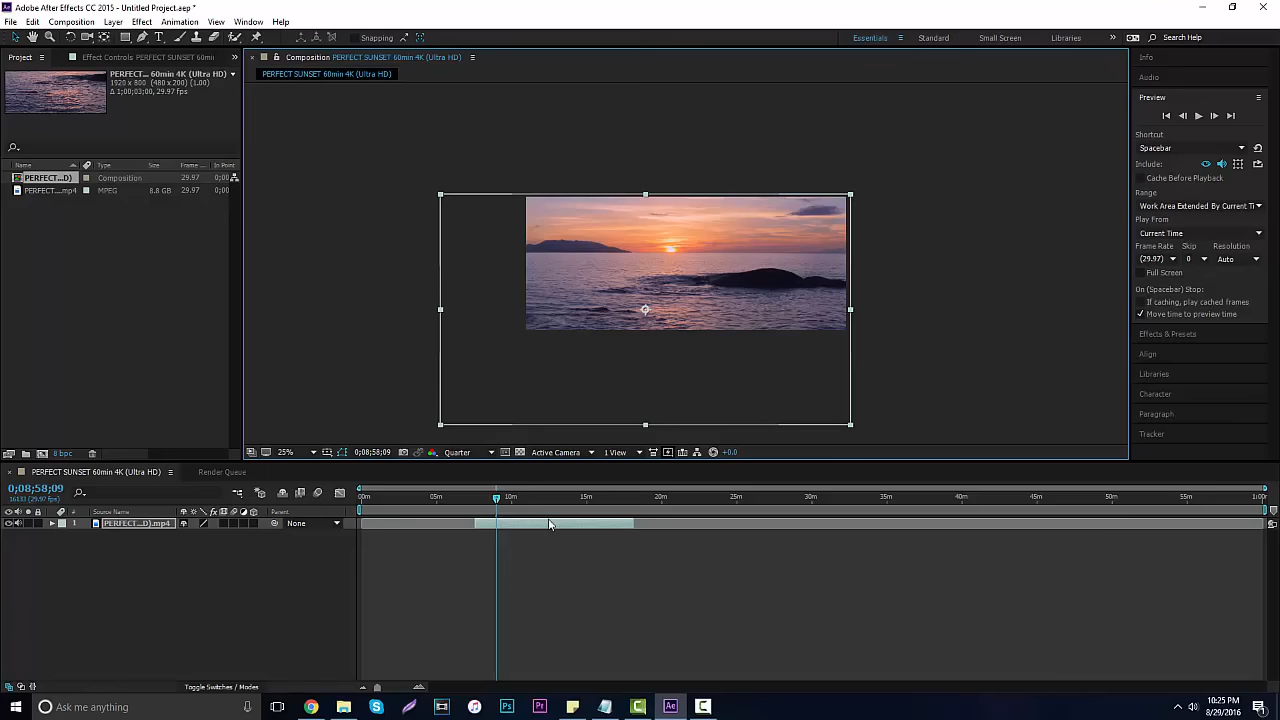 Adobe After Effects CC 2015 - Untitled Project.aep *
File Edit Composition Layer Effect Animation View Window Help
Snapping
Essentials Standard Small Screen Libraries Search Help
Project Effect Controls PERFECT SUNSET 60min
Composition PERFECT SUNSET 60min 4K (Ultra HD)
Info
PERFECT... 60min 4K (Ultra HD)
1920 x 800 (480 x 200) (1.00)
Δ 1;00;03;00, 29.97 fps
PERFECT SUNSET 60min 4K (Ultra HD)
Audio
Preview
Shortcut
Spacebar
Include:
Cache Before Playback
Range
Work Area Extended By Current Ti
Play From
Current Time
Frame Rate Skip Resolution
(29.97) 0 Auto
Full Screen
On (Spacebar) Stop:
If caching, play cached frames
Move time to preview time
Effects & Presets
Align
Libraries
Character
Paragraph
Tracker
Name Type Size Frame ... In Point
PERFECT...D) Composition 29.97 0;00
PERFECT....mp4 MPEG 8.8 GB 29.97 0;00
8 bpc
25% 0;08;58;09 Quarter Active Camera 1 View +0.0
PERFECT SUNSET 60min 4K (Ultra HD) Render Queue
0;08;58;09
16133 (29.97 fps)
00m 05m 10m 15m 20m 25m 30m 35m 40m 45m 50m 55m 1:00
# Source Name Parent
1 PERFECT...D).mp4 None
Toggle Switches / Modes
Ask me anything
10:25 PM
8/29/2016